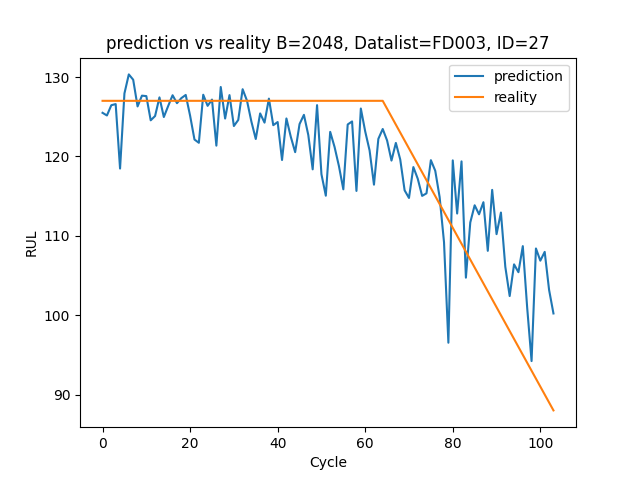 prediction vs reality B=2048, Datalist=FD003, ID=27
prediction
reality
130
120
110
100
90
RUL
0 20 40 60 80 100
Cycle